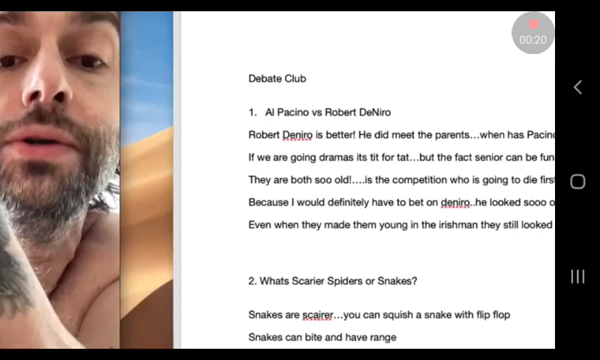 00:20
Debate Club
1. Al Pacino vs Robert DeNiro
Robert Deniro is better! He did meet the parents...when has Pacino
If we are going dramas its tit for tat...but the fact senior can be fun
They are both soo old!....is the competition who is going to die first
Because I would definitely have to bet on deniro..he looked sooo o
Even when they made them young in the irishman they still looked
2. Whats Scarier Spiders or Snakes?
Snakes are scairer...you can squish a snake with flip flop
Snakes can bite and have range